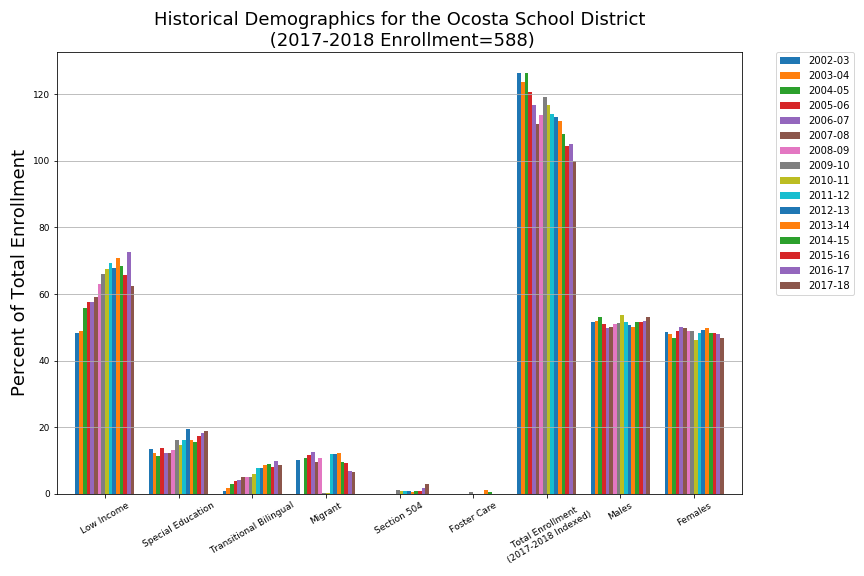 Historical Demographics for the Ocosta School District
(2017-2018 Enrollment=588)
Percent of Total Enrollment
120
100
80
60
40
20
0
Low Income
Special Education
Transitional Bilingual
Migrant
Section 504
Foster Care
Total Enrollment
(2017-2018 Indexed)
Males
Females
2002-03
2003-04
2004-05
2005-06
2006-07
2007-08
2008-09
2009-10
2010-11
2011-12
2012-13
2013-14
2014-15
2015-16
2016-17
2017-18